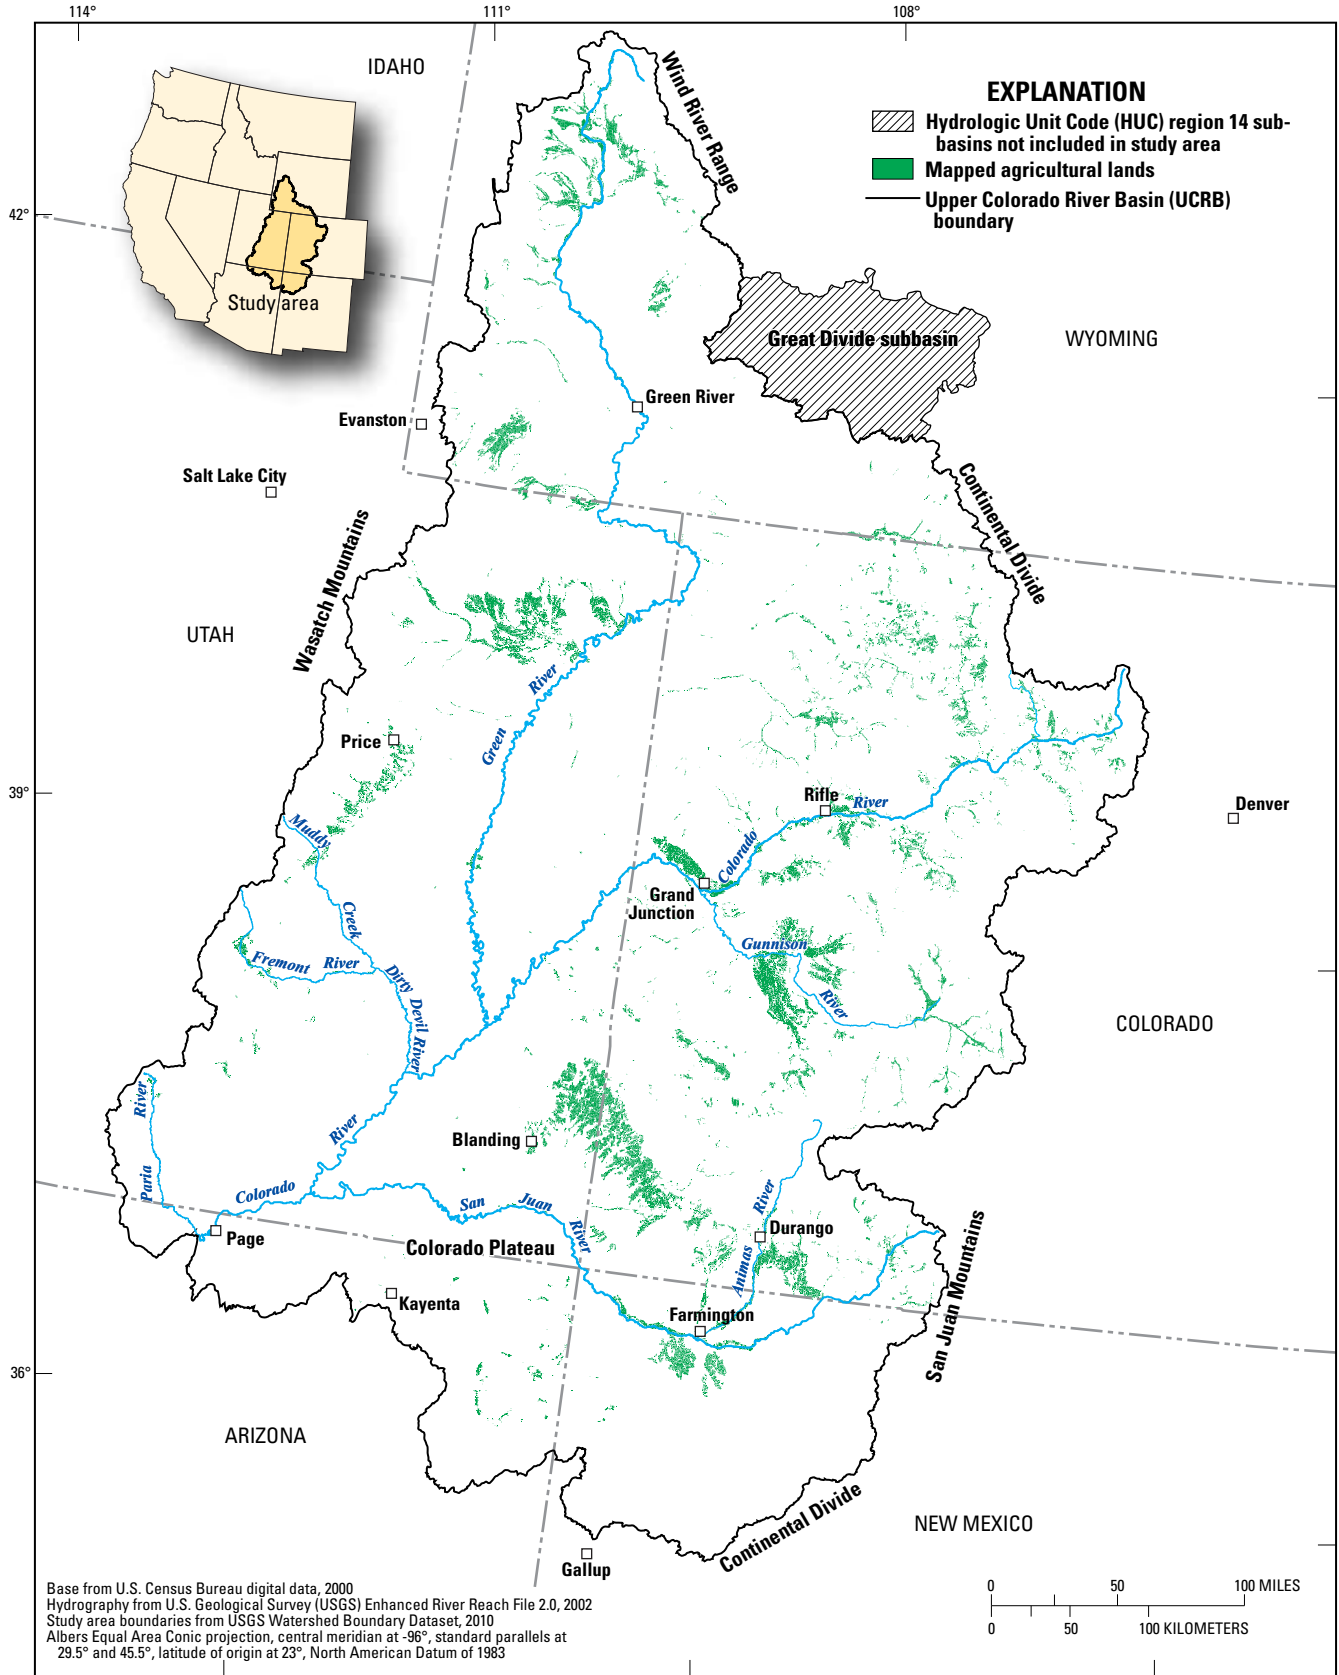 114°
111°
108°
IDAHO
Wind River Range
EXPLANATION
Hydrologic Unit Code (HUC) region 14 sub-
basins not included in study area
Mapped agricultural lands
Upper Colorado River Basin (UCRB)
boundary
42°
Study area
Great Divide subbasin
WYOMING
Green River
Evanston
Salt Lake City
Continental Divide
Wasatch Mountains
UTAH
Green
River
Price
39°
Rifle
River
Denver
Muddy
Creek
Colorado
Grand
Junction
Gunnison
River
Fremont River
Dirty Devil River
COLORADO
River
Paria
River
Blanding
Colorado
San Juan
River
River
Animas
Durango
Page
Colorado Plateau
San Juan Mountains
Kayenta
Farmington
36°
ARIZONA
Continental Divide
NEW MEXICO
Gallup
Base from U.S. Census Bureau digital data, 2000
Hydrography from U.S. Geological Survey (USGS) Enhanced River Reach File 2.0, 2002
Study area boundaries from USGS Watershed Boundary Dataset, 2010
Albers Equal Area Conic projection, central meridian at -96°, standard parallels at
29.5° and 45.5°, latitude of origin at 23°, North American Datum of 1983
0 50 100 MILES
0 50 100 KILOMETERS